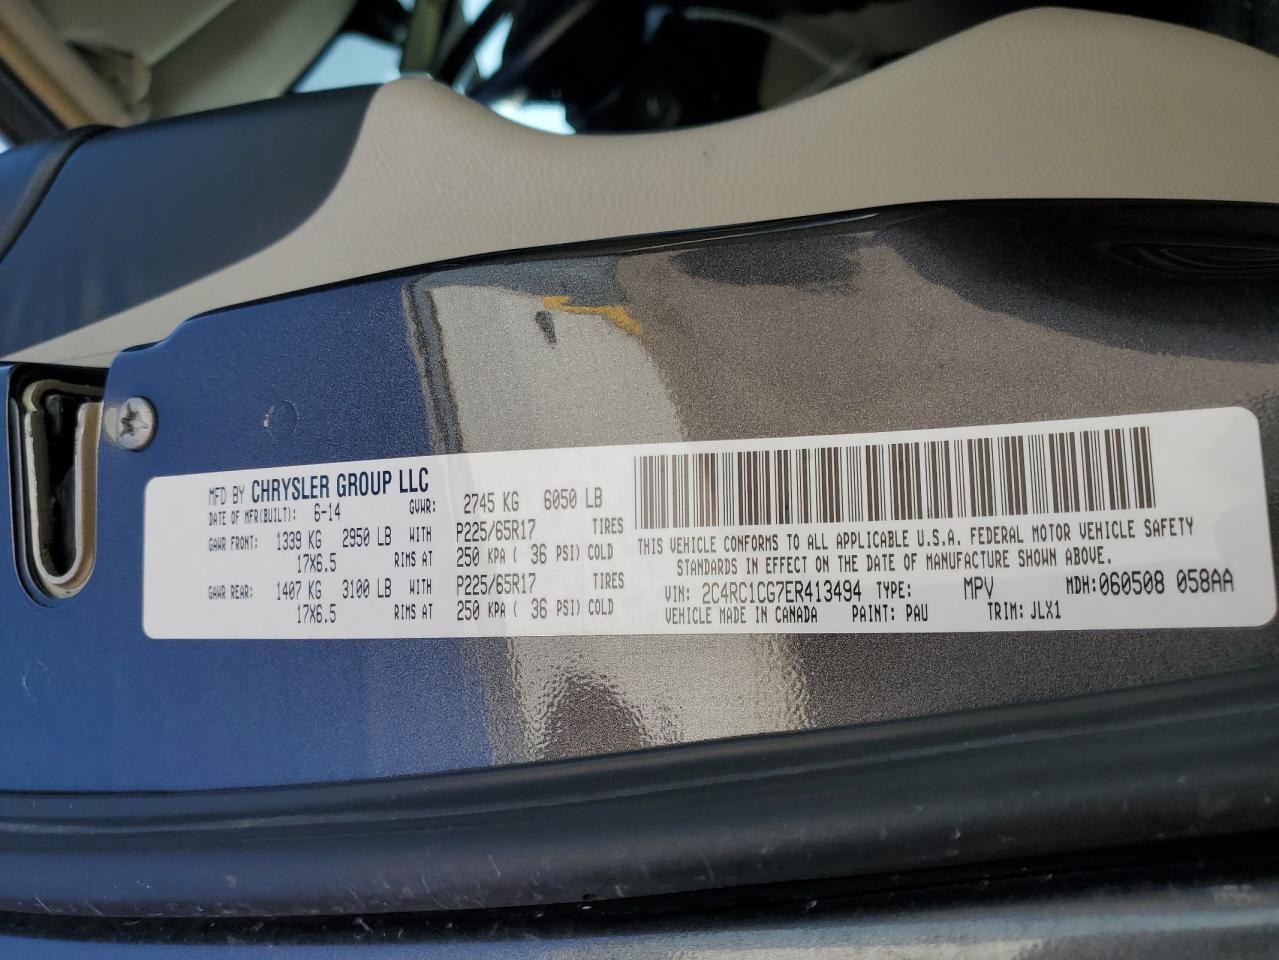 MFD BY CHRYSLER GROUP LLC
DATE OF MFR(BUILT): 6-14 GVWR: 2745 KG 6050 LB
GAWR FRONT: 1339 KG 2950 LB WITH P225/65R17 TIRES
17X6.5 RIMS AT 250 KPA ( 36 PSI) COLD
GAWR REAR: 1407 KG 3100 LB WITH P225/65R17 TIRES
17X6.5 RIMS AT 250 KPA ( 36 PSI) COLD
THIS VEHICLE CONFORMS TO ALL APPLICABLE U.S.A. FEDERAL MOTOR VEHICLE SAFETY
STANDARDS IN EFFECT ON THE DATE OF MANUFACTURE SHOWN ABOVE.
VIN: 2C4RC1CG7ER413494 TYPE: MPV MDH:060508 058AA
VEHICLE MADE IN CANADA PAINT: PAU TRIM: JLX1